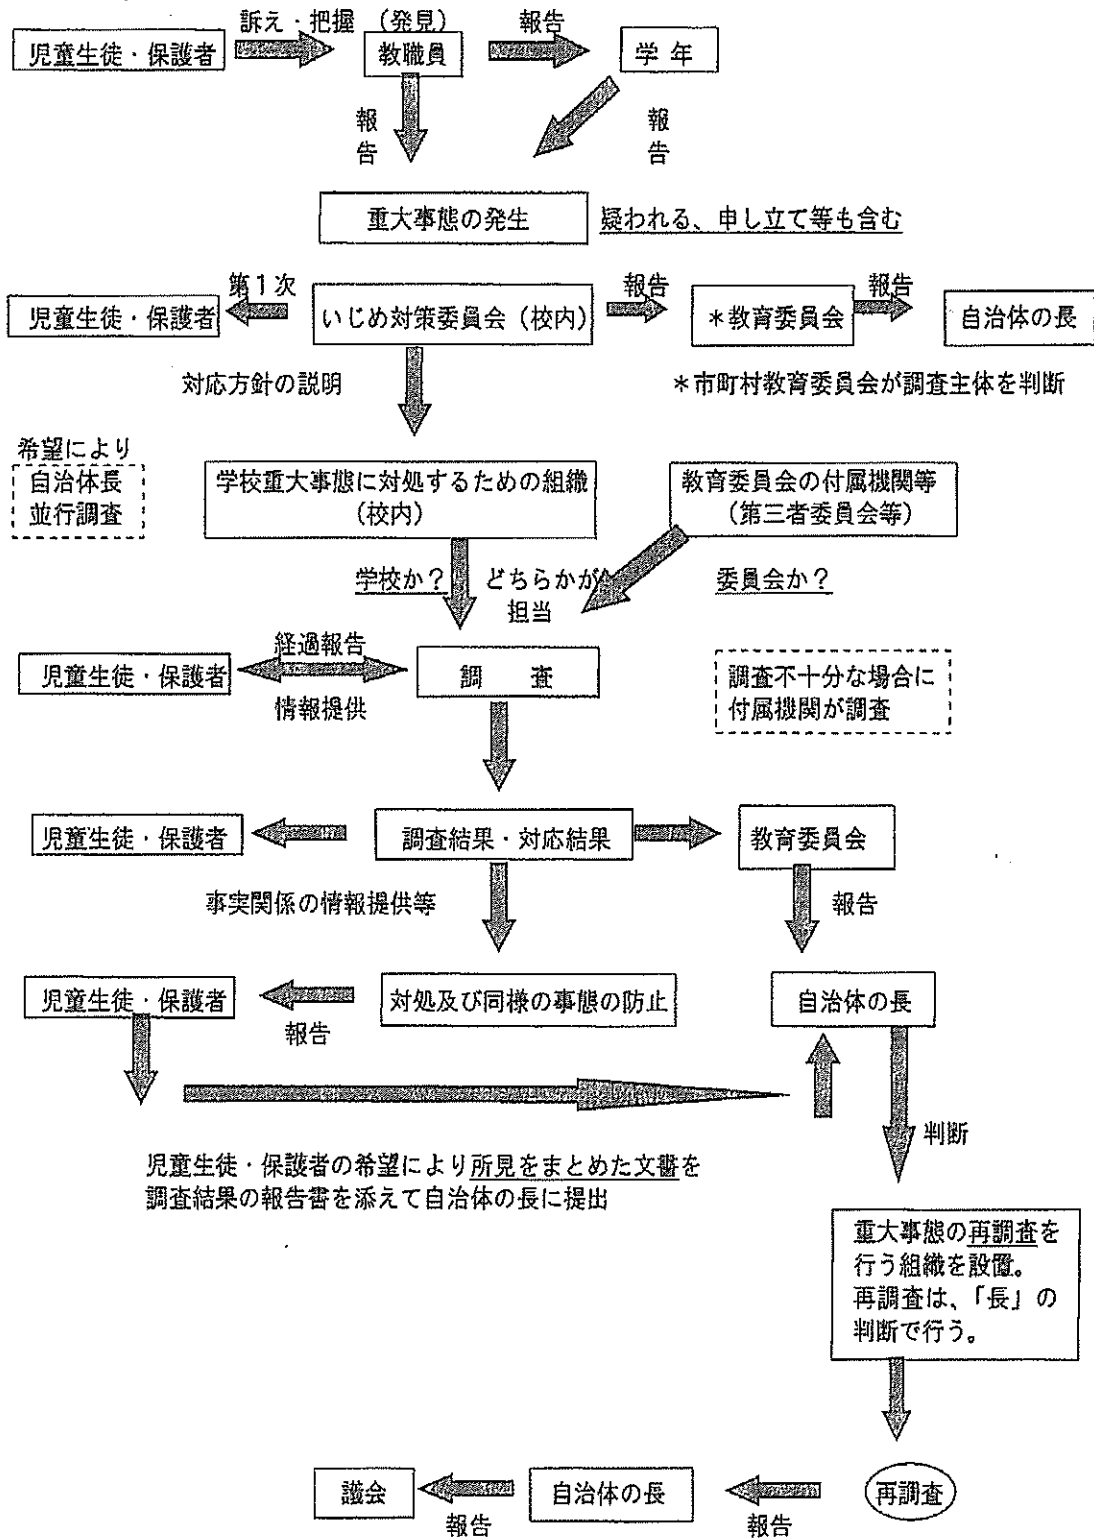 訴え・把握 (発見) 報告
児童生徒・保護者 教職員 学年
報告 報告
重大事態の発生 疑われる、申し立て等も含む
第1次 報告 報告
児童生徒・保護者 いじめ対策委員会(校内) *教育委員会 自治体の長
対応方針の説明 *市町村教育委員会が調査主体を判断
希望により
自治体長
並行調査
学校重大事態に対処するための組織
(校内)
教育委員会の付属機関等
(第三者委員会等)
学校か? どちらかが 委員会か?
担当
経過報告
児童生徒・保護者 調 査
情報提供
調査不十分な場合に
付属機関が調査
児童生徒・保護者 調査結果・対応結果 教育委員会
事実関係の情報提供等 報告
児童生徒・保護者 対処及び同様の事態の防止 自治体の長
報告
判断
児童生徒・保護者の希望により所見をまとめた文書を
調査結果の報告書を添えて自治体の長に提出
重大事態の再調査を
行う組織を設置。
再調査は、「長」の
判断で行う。
議会 自治体の長 再調査
報告 報告